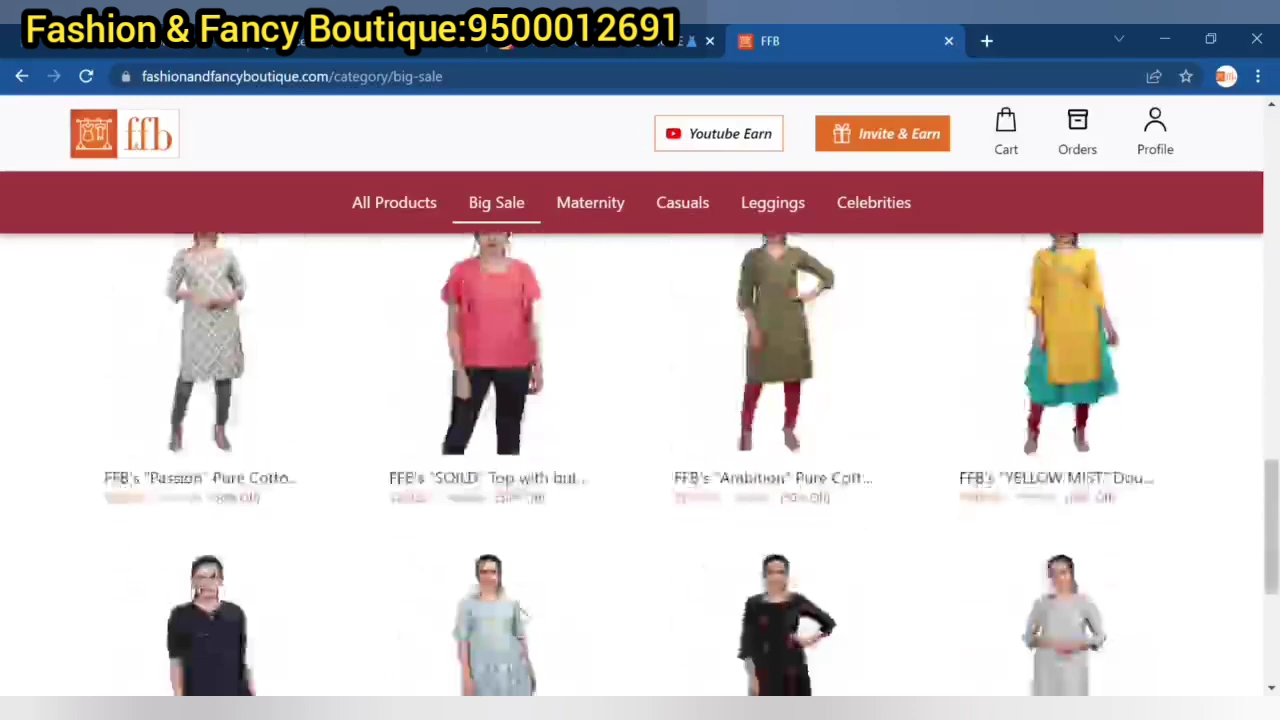 Fashion & Fancy Boutique:9500012691
FFB
fashionandfancyboutique.com/category/big-sale
ffb
Youtube Earn
Invite & Earn
Cart
Orders
Profile
All Products
Big Sale
Maternity
Casuals
Leggings
Celebrities
FFB's "Passion" Pure Cotto...
FFB's "SOILD" Top with but...
FFB's "Ambition" Pure Cott...
FFB's "YELLOW MIST" Dou...